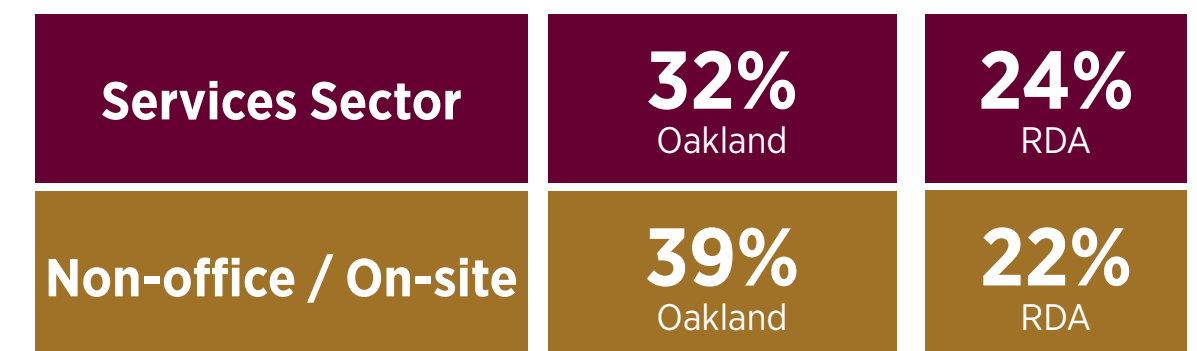 Services Sector
32%
Oakland
24%
RDA
Non-office / On-site
39%
Oakland
22%
RDA